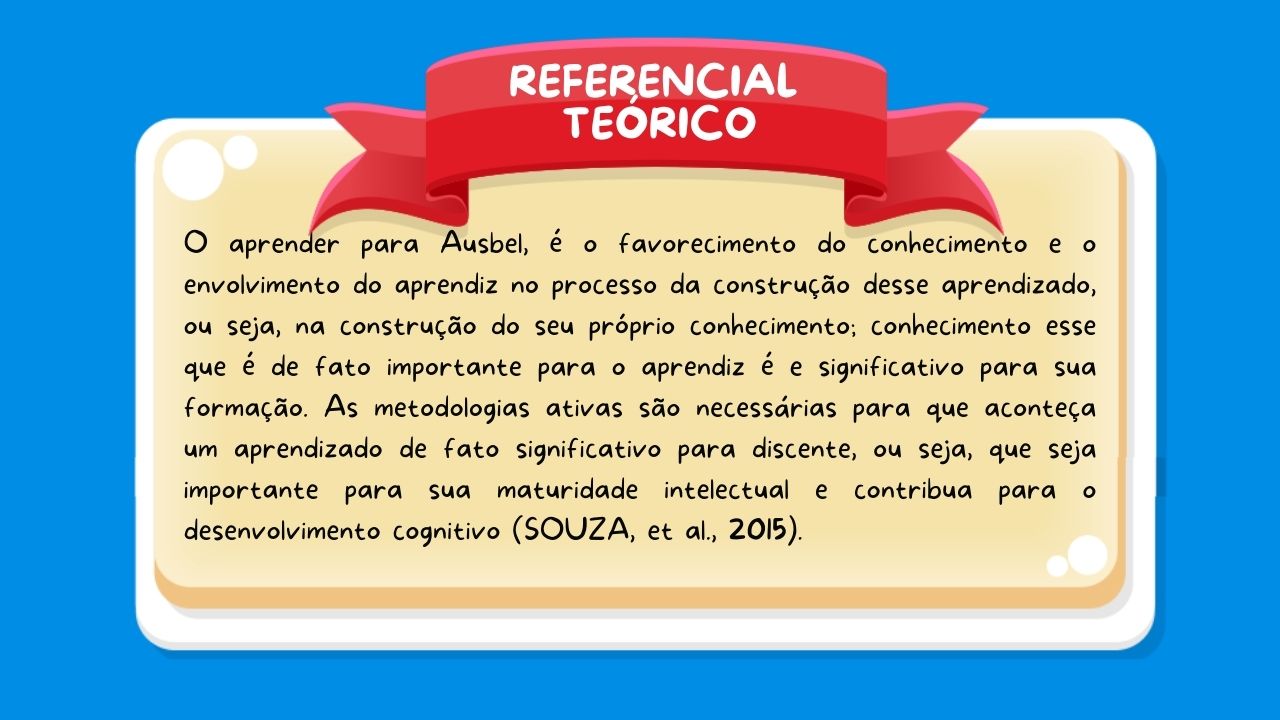 REFERENCIAL
TEÓRICO
O aprender para Ausbel, é o favorecimento do conhecimento e o
envolvimento do aprendiz no processo da construção desse aprendizado,
ou seja, na construção do seu próprio conhecimento; conhecimento esse
que é de fato importante para o aprendiz é e significativo para sua
formação. As metodologias ativas são necessárias para que aconteça
um aprendizado de fato significativo para discente, ou seja, que seja
importante para sua maturidade intelectual e contribua para o
desenvolvimento cognitivo (SOUZA, et al., 2015).